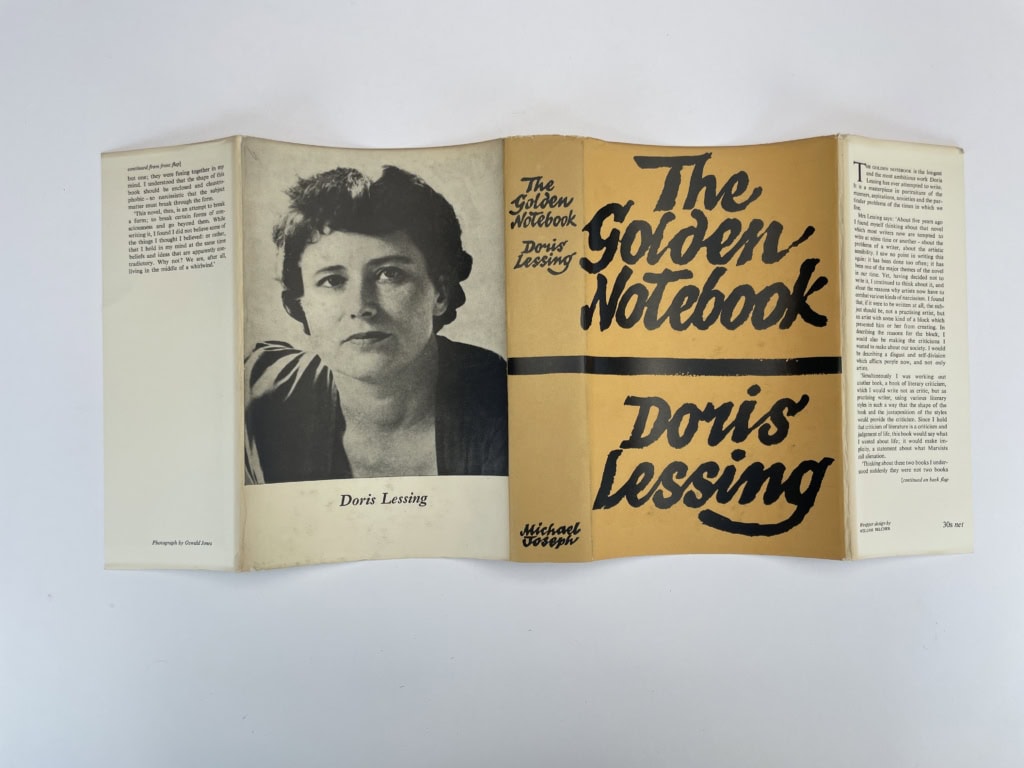 continued from front flap]
but one; they were fusing together in my
mind. I understood that the shape of this
book should be enclosed and claustro-
phobic – so narcissistic that the subject
matter must break through the form.
'This novel, then, is an attempt to break
a form; to break certain forms of con-
sciousness and go beyond them. While
writing it, I found I did not believe some of
the things I thought I believed: or rather,
that I hold in my mind at the same time
beliefs and ideas that are apparently con-
tradictory. Why not? We are, after all,
living in the middle of a whirlwind.'
Photograph by Oswald Jones
Doris Lessing
The
Golden
Notebook
Doris
Lessing
Michael
Joseph
The
Golden
Notebook
Doris
Lessing
THE GOLDEN NOTEBOOK is the longest
and the most ambitious work Doris
Lessing has ever attempted to write.
It is a masterpiece in portraiture of the
manners, aspirations, anxieties and the par-
ticular problems of the times in which we
live.
Mrs Lessing says: 'About five years ago
I found myself thinking about that novel
which most writers now are tempted to
write at some time or another – about the
problems of a writer, about the artistic
sensibility. I saw no point in writing this
again: it has been done too often; it has
been one of the major themes of the novel
in our time. Yet, having decided not to
write it, I continued to think about it, and
about the reasons why artists now have to
combat various kinds of narcissism. I found
that, if it were to be written at all, the sub-
ject should be, not a practising artist, but
an artist with some kind of a block which
prevented him or her from creating. In
describing the reasons for the block, I
would also be making the criticisms I
wanted to make about our society. I would
be describing a disgust and self-division
which afflicts people now, and not only
artists.
'Simultaneously I was working out
another book, a book of literary criticism,
which I would write not as critic, but as
practising writer, using various literary
styles in such a way that the shape of the
book and the juxtaposition of the styles
would provide the criticism. Since I hold
that criticism of literature is a criticism and
judgement of life, this book would say what
I wanted about life; it would make im-
plicitly, a statement about what Marxists
call alienation.
'Thinking about these two books I under-
stood suddenly they were not two books
[continued on back flap
Wrapper design by
30s net